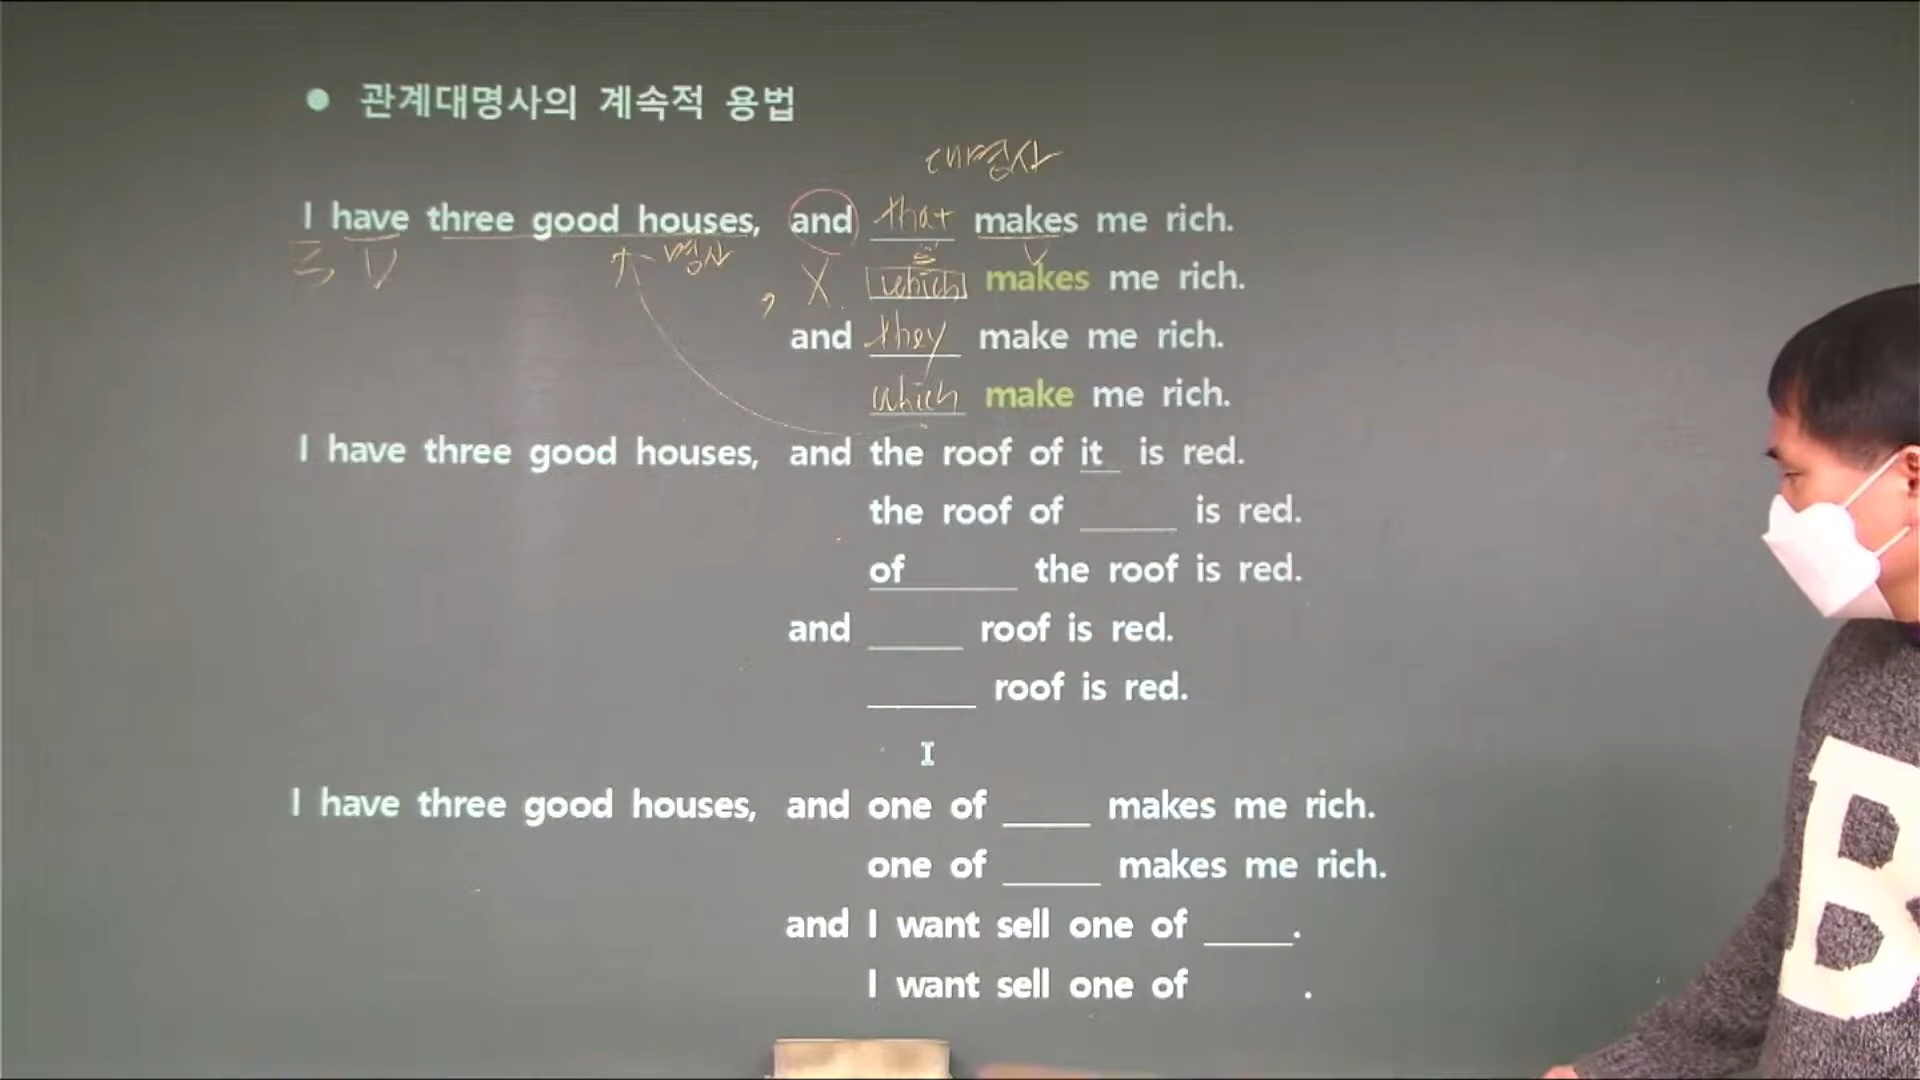 ● 관계대명사의 계속적 용법
대명사
I have three good houses, and that makes me rich.
명사
, X which makes me rich.
and they make me rich.
which make me rich.
I have three good houses, and the roof of it is red.
the roof of ____ is red.
of ____ the roof is red.
and ____ roof is red.
____ roof is red.
I have three good houses, and one of ____ makes me rich.
one of ____ makes me rich.
and I want sell one of ____.
I want sell one of .
B